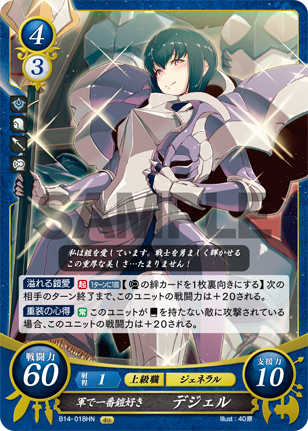 4
3
SAMPLE
私は鎧を愛しています。戦士を勇ましく輝かせる
この重厚な美しさ…たまりません!
溢れる鎧愛 起 1ターンに1回 【の絆カードを1枚裏向きにする】次の
相手のターン終了まで、このユニットの戦闘力は+20される。
重装の心得 常 このユニットが を持たない敵に攻撃されている
場合、このユニットの戦闘力は+20される。
戦闘力
60
射程 1 上級職 ジェネラル
支援力
10
軍で一番鎧好き デジェル
B14-018HN 4th Illust:40原